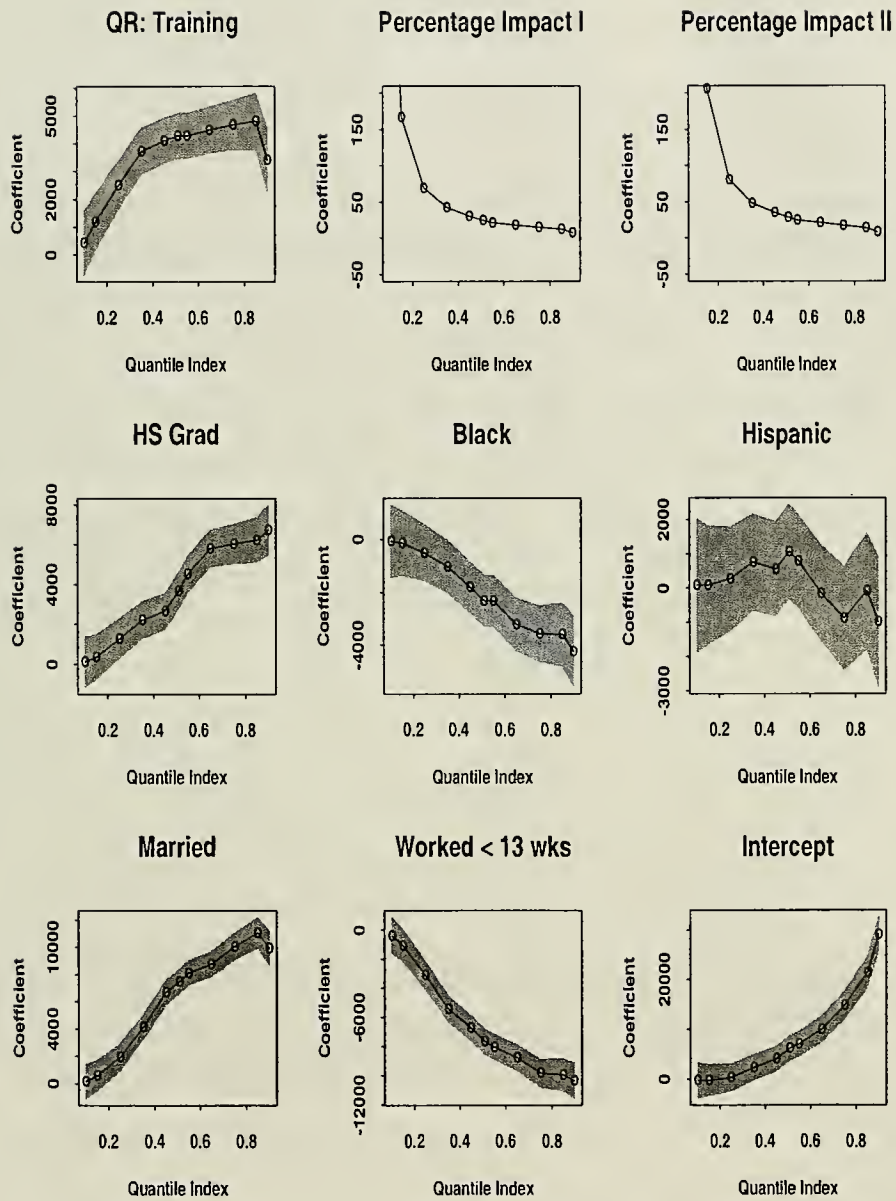 QR: Training
Percentage Impact I
Percentage Impact II
Coefficient
5000
2000
0
0.2 0.4 0.6 0.8
Quantile Index
Coefficient
150
50
-50
0.2 0.4 0.6 0.8
Quantile Index
Coefficient
150
50
-50
0.2 0.4 0.6 0.8
Quantile Index
HS Grad
Black
Hispanic
Coefficient
8000
4000
0
0.2 0.4 0.6 0.8
Quantile Index
Coefficient
0
-4000
0.2 0.4 0.6 0.8
Quantile Index
Coefficient
2000
0
-3000
0.2 0.4 0.6 0.8
Quantile Index
Married
Worked < 13 wks
Intercept
Coefficient
10000
4000
0
0.2 0.4 0.6 0.8
Quantile Index
Coefficient
0
-6000
-12000
0.2 0.4 0.6 0.8
Quantile Index
Coefficient
20000
0
0.2 0.4 0.6 0.8
Quantile Index